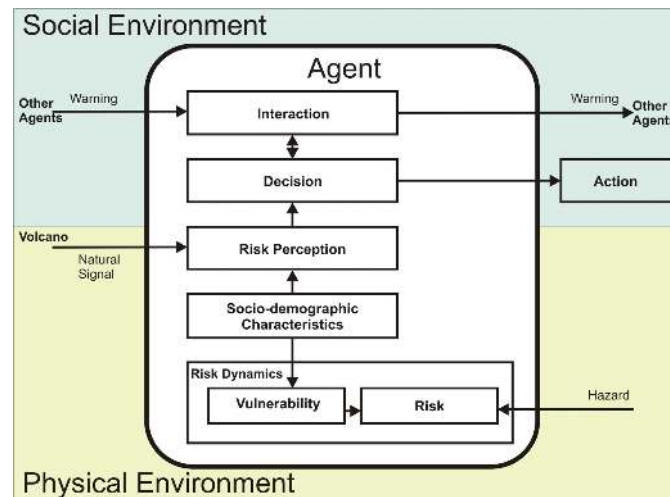 Social Environment
Agent
Other
Agents
Warning
Interaction
Warning
Other
Agents
Decision
Action
Volcano
Natural
Signal
Risk Perception
Socio-demographic
Characteristics
Risk Dynamics
Vulnerability
Risk
Hazard
Physical Environment